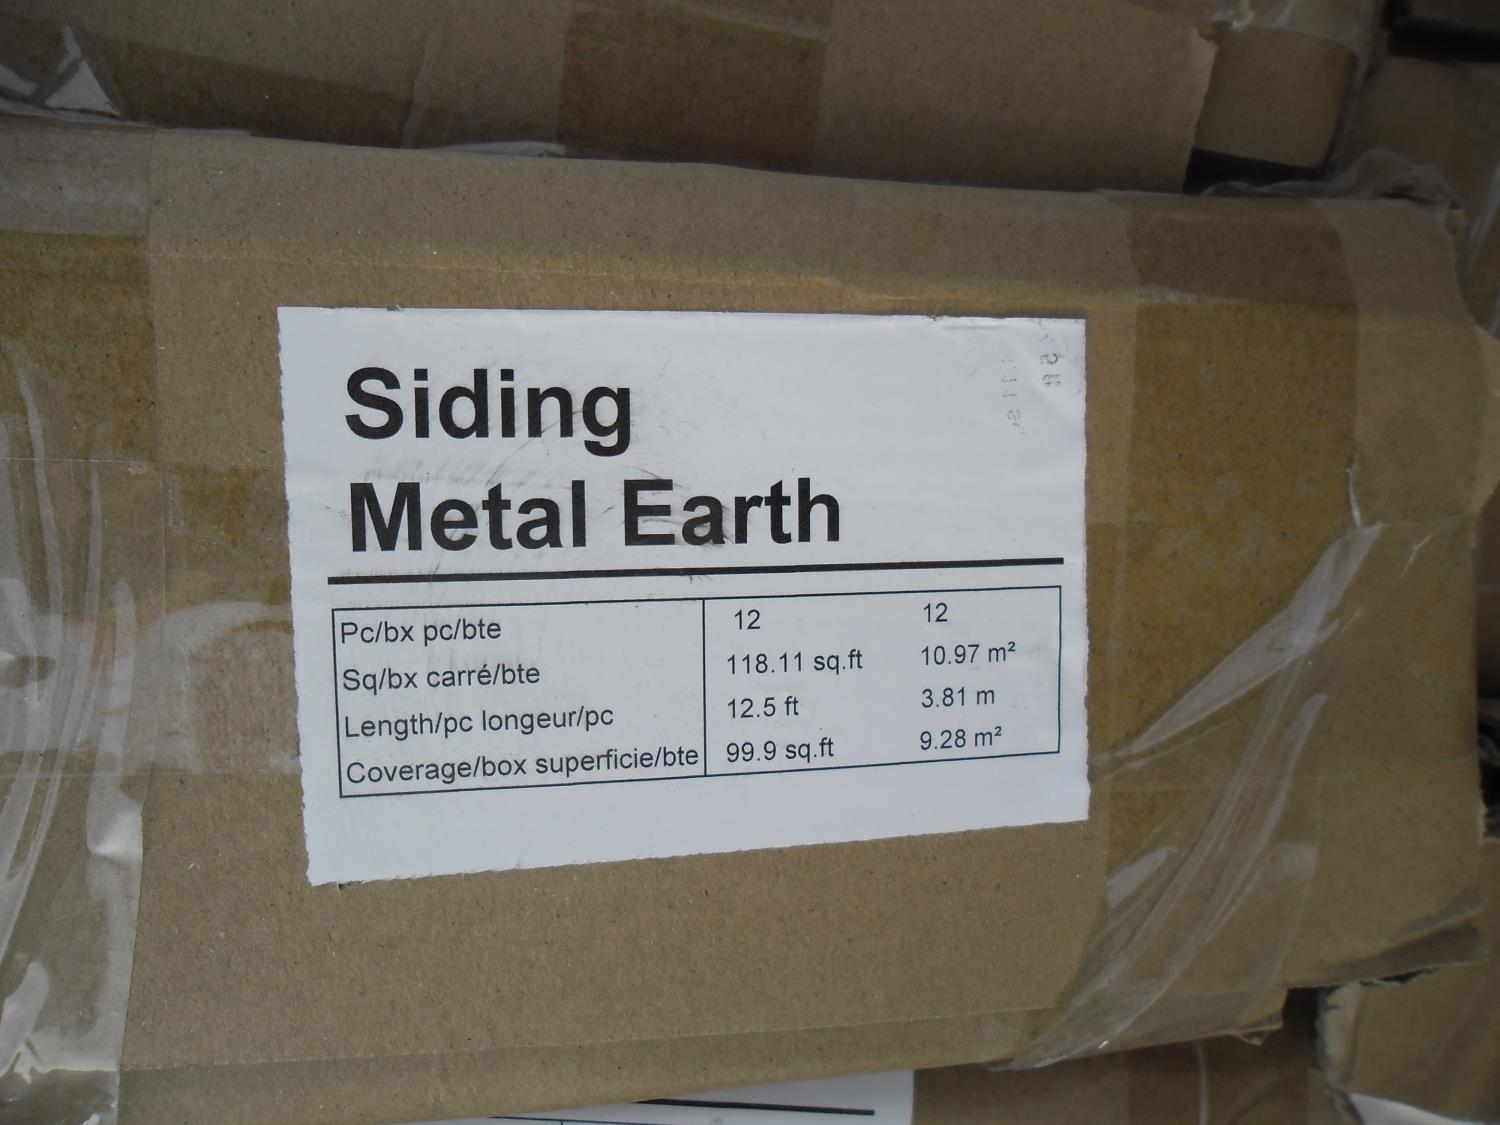 Siding
Metal Earth
Pc/bx pc/bte 12 12
Sq/bx carré/bte 118.11 sq.ft 10.97 m²
Length/pc longeur/pc 12.5 ft 3.81 m
Coverage/box superficie/bte 99.9 sq.ft 9.28 m²